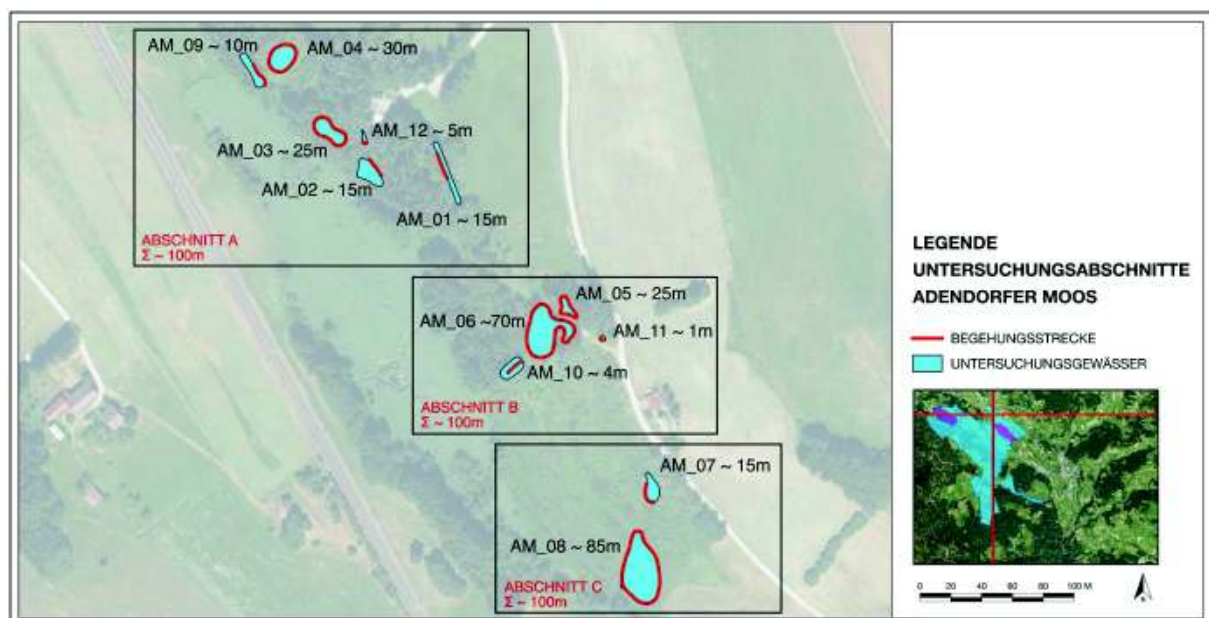 AM_09 ~ 10m
AM_04 ~ 30m
AM_12 ~ 5m
AM_03 ~ 25m
AM_02 ~ 15m
AM_01 ~ 15m
ABSCHNITT A
Σ ~ 100m
AM_05 ~ 25m
AM_06 ~70m
AM_11 ~ 1m
AM_10 ~ 4m
ABSCHNITT B
Σ ~ 100m
AM_07 ~ 15m
AM_08 ~ 85m
ABSCHNITT C
Σ ~ 100m
LEGENDE
UNTERSUCHUNGSABSCHNITTE
ADENDORFER MOOS
BEGEHUNGSSTRECKE
UNTERSUCHUNGSGEWÄSSER
0 20 40 60 80 100 M